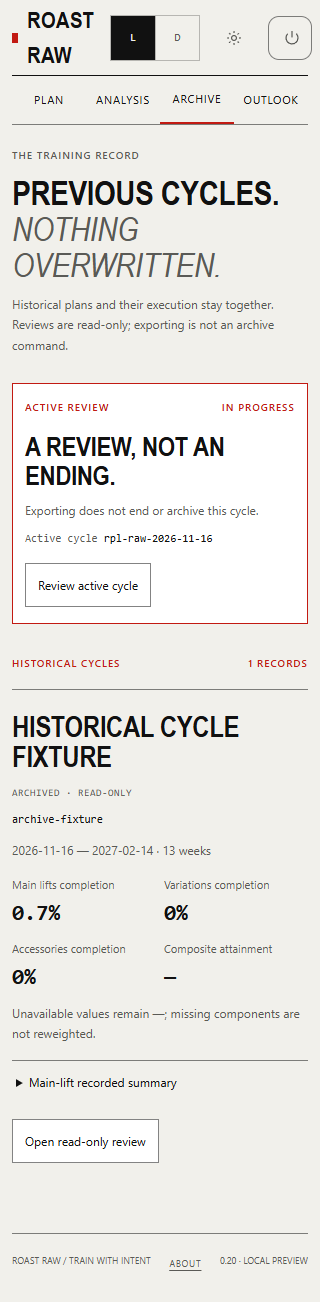 ROAST
RAW
L D
PLAN ANALYSIS ARCHIVE OUTLOOK
THE TRAINING RECORD
PREVIOUS CYCLES.
NOTHING
OVERWRITTEN.
Historical plans and their execution stay together.
Reviews are read-only; exporting is not an archive
command.
ACTIVE REVIEW IN PROGRESS
A REVIEW, NOT AN
ENDING.
Exporting does not end or archive this cycle.
Active cycle rpl-raw-2026-11-16
Review active cycle
HISTORICAL CYCLES 1 RECORDS
HISTORICAL CYCLE
FIXTURE
ARCHIVED · READ-ONLY
archive-fixture
2026-11-16 — 2027-02-14 · 13 weeks
Main lifts completion Variations completion
0.7% 0%
Accessories completion Composite attainment
0% —
Unavailable values remain —; missing components are
not reweighted.
▶ Main-lift recorded summary
Open read-only review
ROAST RAW / TRAIN WITH INTENT ABOUT 0.20 · LOCAL PREVIEW